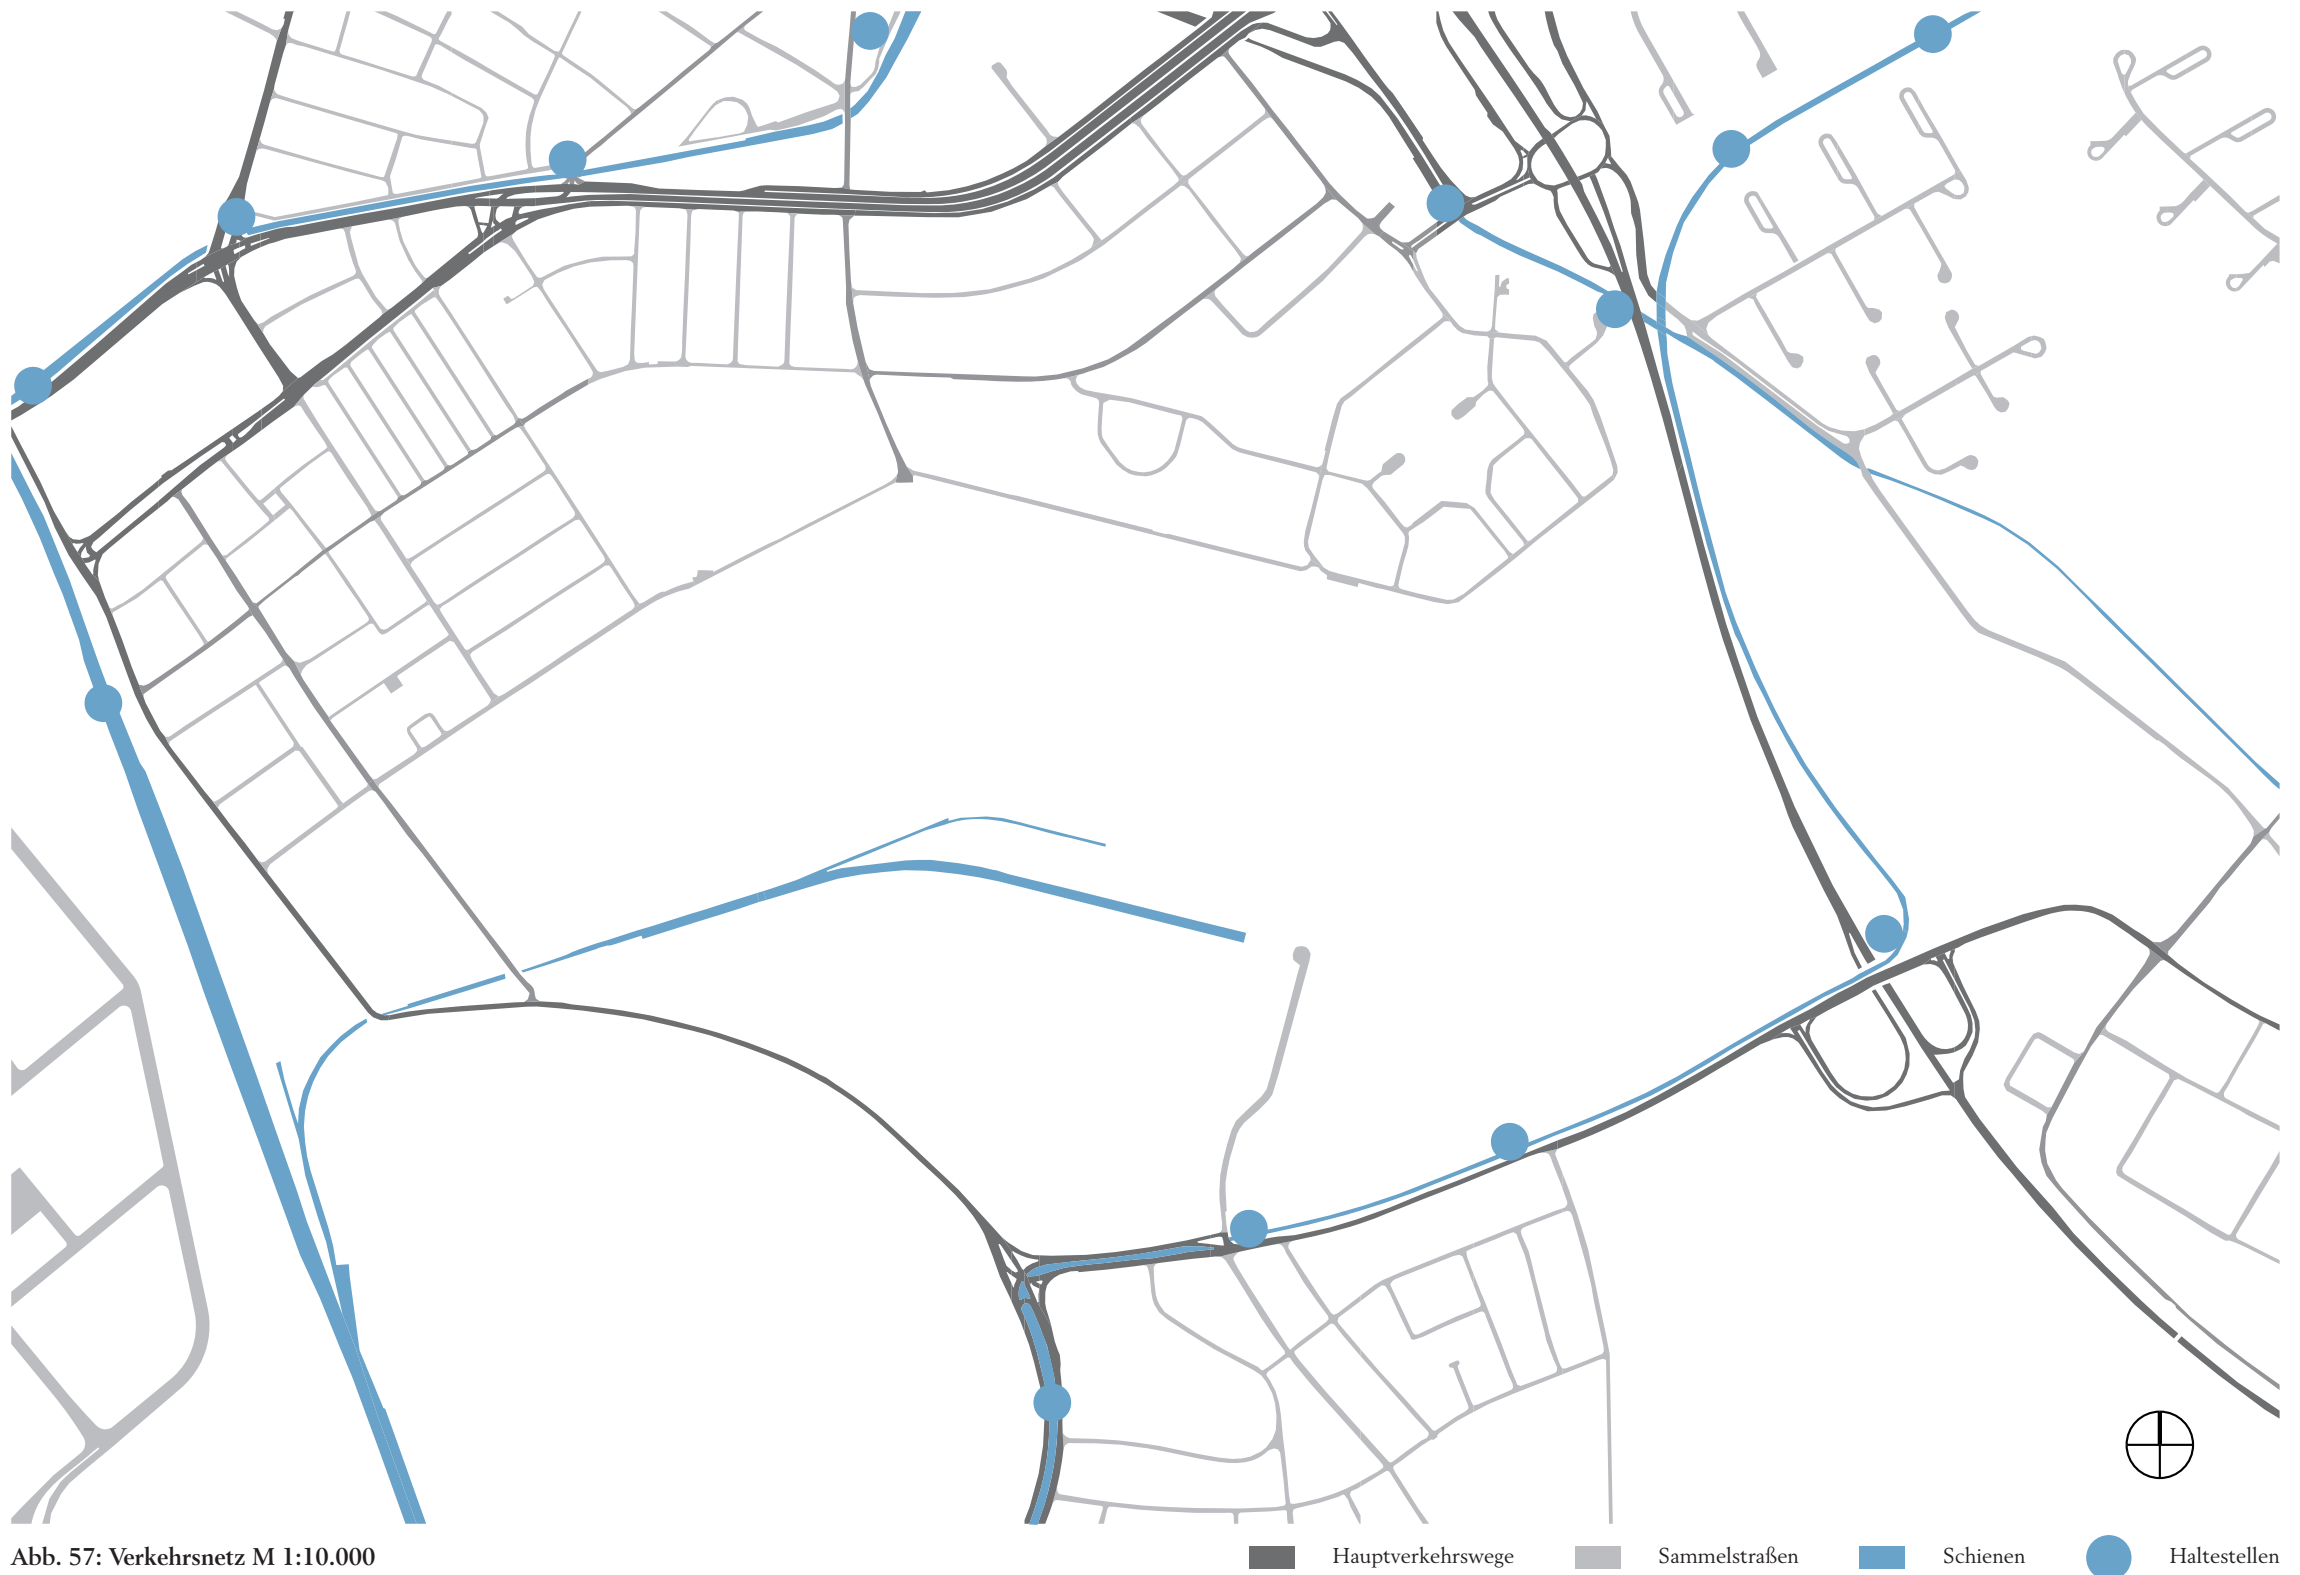 Abb. 57: Verkehrsnetz M 1:10.000
Hauptverkehrswege
Sammelstraßen
Schienen
Haltestellen